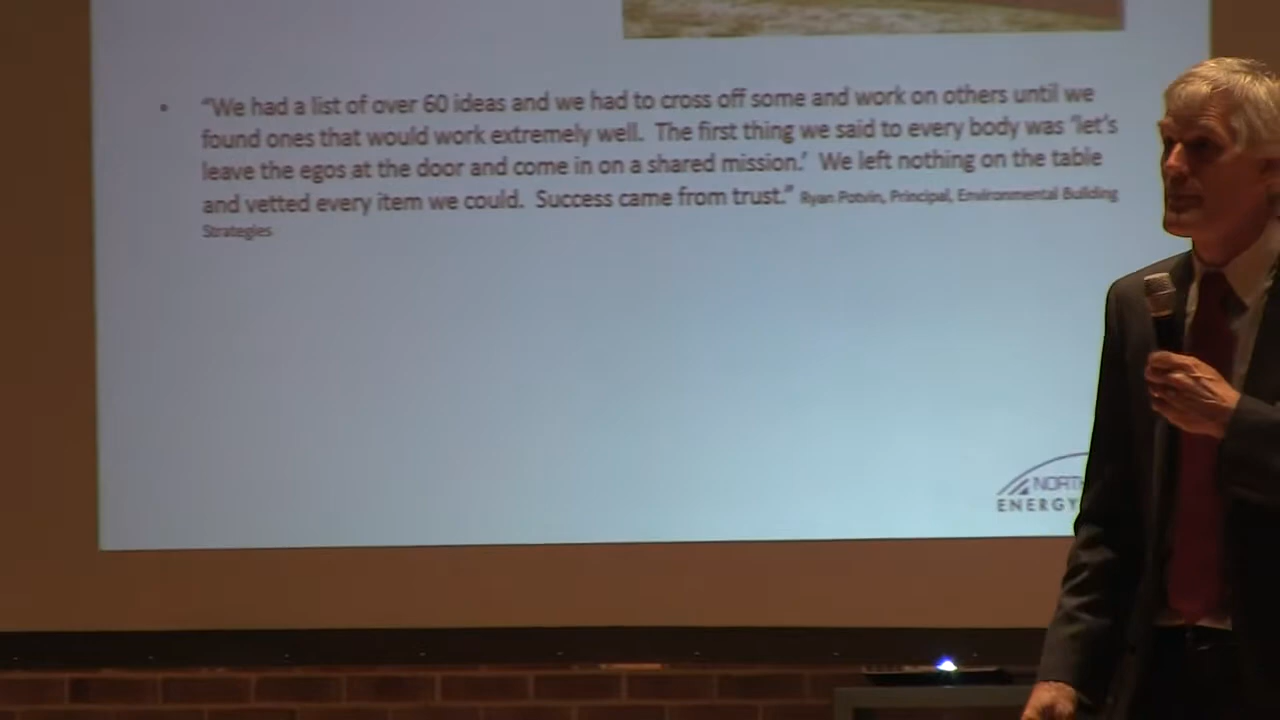 • "We had a list of over 60 ideas and we had to cross off some and work on others until we
found ones that would work extremely well. The first thing we said to every body was "let's
leave the egos at the door and come in on a shared mission.' We left nothing on the table
and vetted every item we could. Success came from trust." Ryan Potvin, Principal, Environmental Building
Strategies
NORT
ENERGY